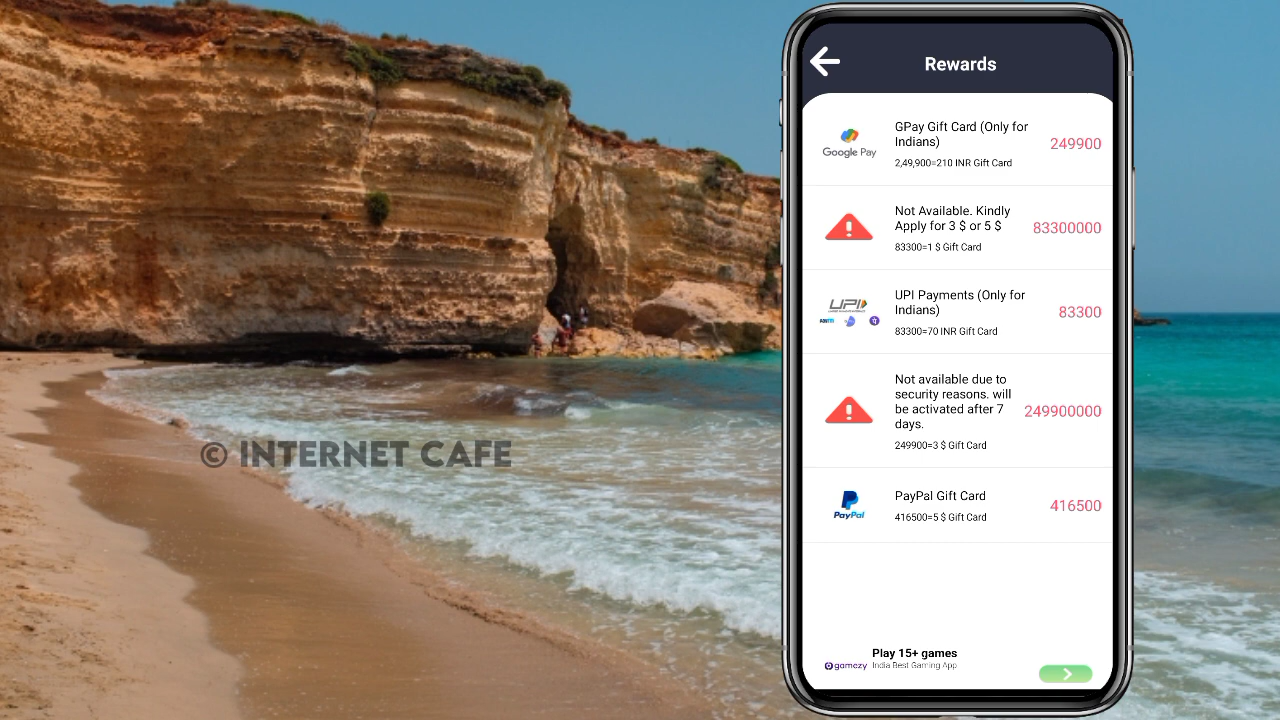 Rewards
Google Pay
GPay Gift Card (Only for
Indians)
2,49,900=210 INR Gift Card
249900
Not Available. Kindly
Apply for 3 $ or 5 $
83300=1 $ Gift Card
83300000
UPI
Paytm
UPI Payments (Only for
Indians)
83300=70 INR Gift Card
83300
Not available due to
security reasons. will
be activated after 7
days.
249900=3 $ Gift Card
249900000
PayPal
PayPal Gift Card
416500=5 $ Gift Card
416500
© INTERNET CAFE
gamezy
Play 15+ games
India Best Gaming App